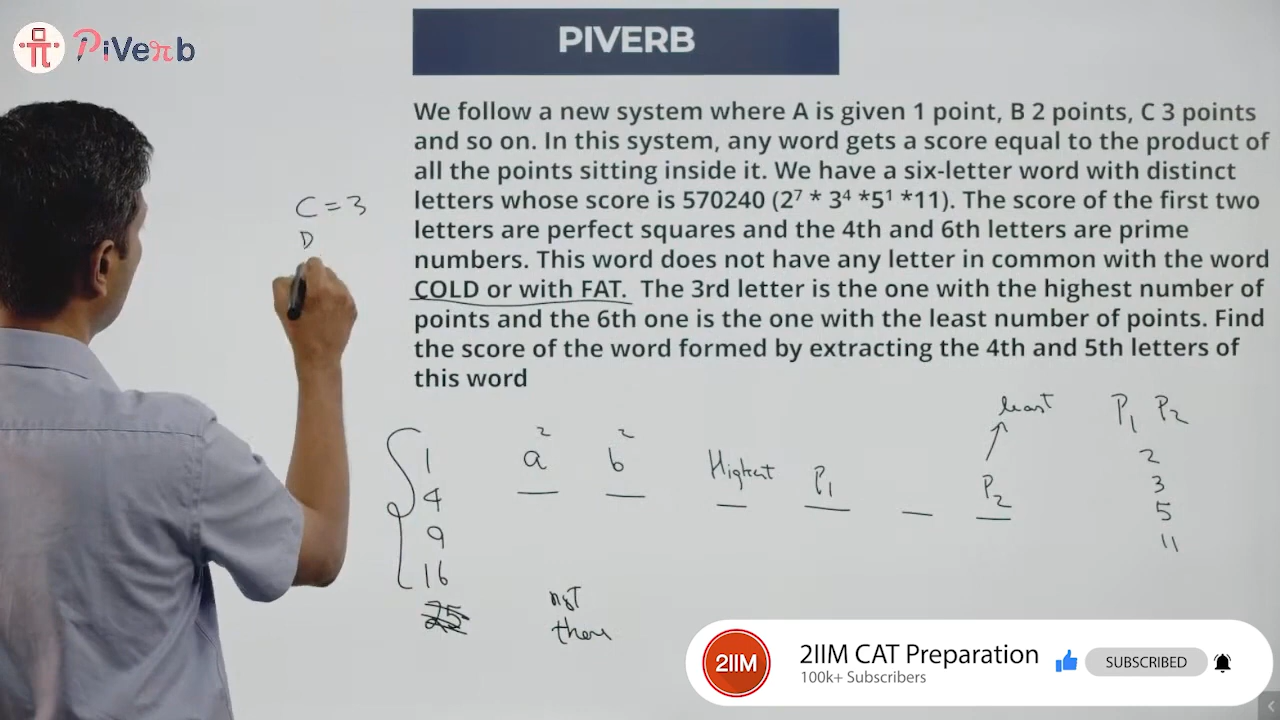 PiVerb
PIVERB
We follow a new system where A is given 1 point, B 2 points, C 3 points
and so on. In this system, any word gets a score equal to the product of
all the points sitting inside it. We have a six-letter word with distinct
letters whose score is 570240 (2⁷ * 3⁴ *5¹ *11). The score of the first two
letters are perfect squares and the 4th and 6th letters are prime
numbers. This word does not have any letter in common with the word
COLD or with FAT. The 3rd letter is the one with the highest number of
points and the 6th one is the one with the least number of points. Find
the score of the word formed by extracting the 4th and 5th letters of
this word
C = 3
D
least
P₁ P₂
2
3
5
11
1
4
9
16
25
a² b² Highest P₁ P₂
not
there
2IIM
2IIM CAT Preparation
100k+ Subscribers
SUBSCRIBED